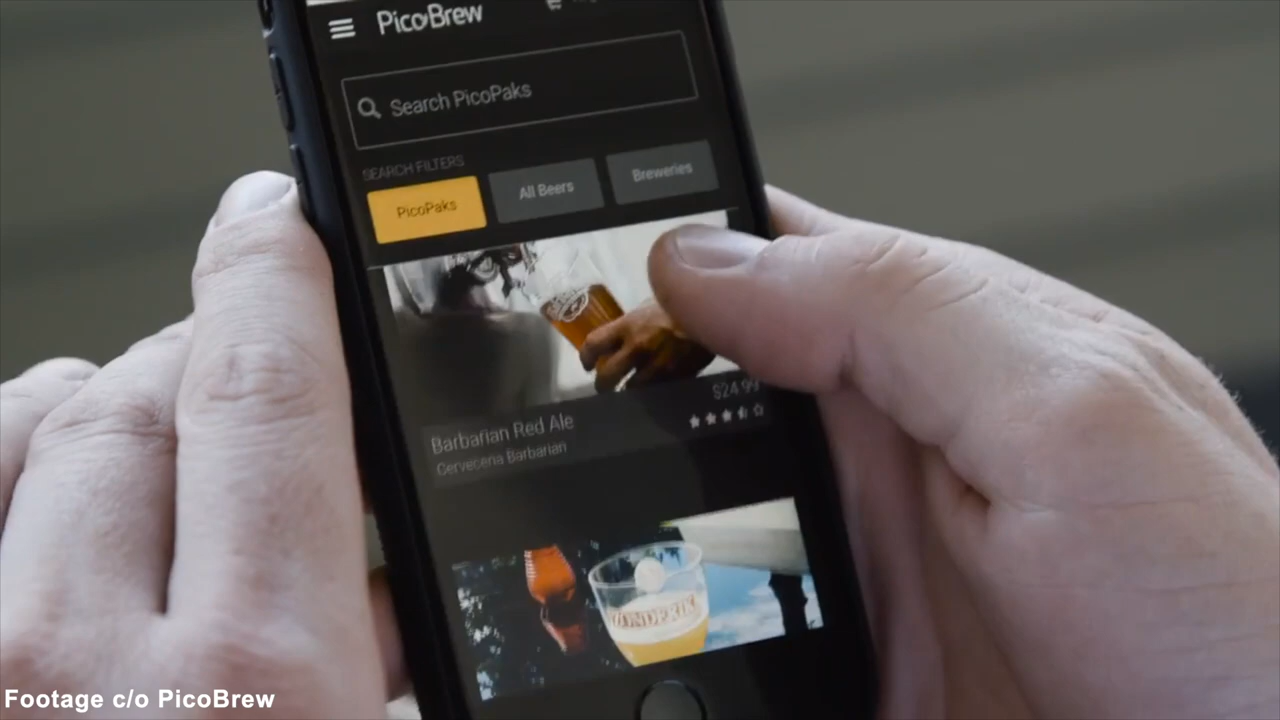 PicoBrew
Search PicoPaks
SEARCH FILTERS
PicoPaks
All Beers
Breweries
$24.99
Barbarian Red Ale
Cerveceria Barbarian
Footage c/o PicoBrew